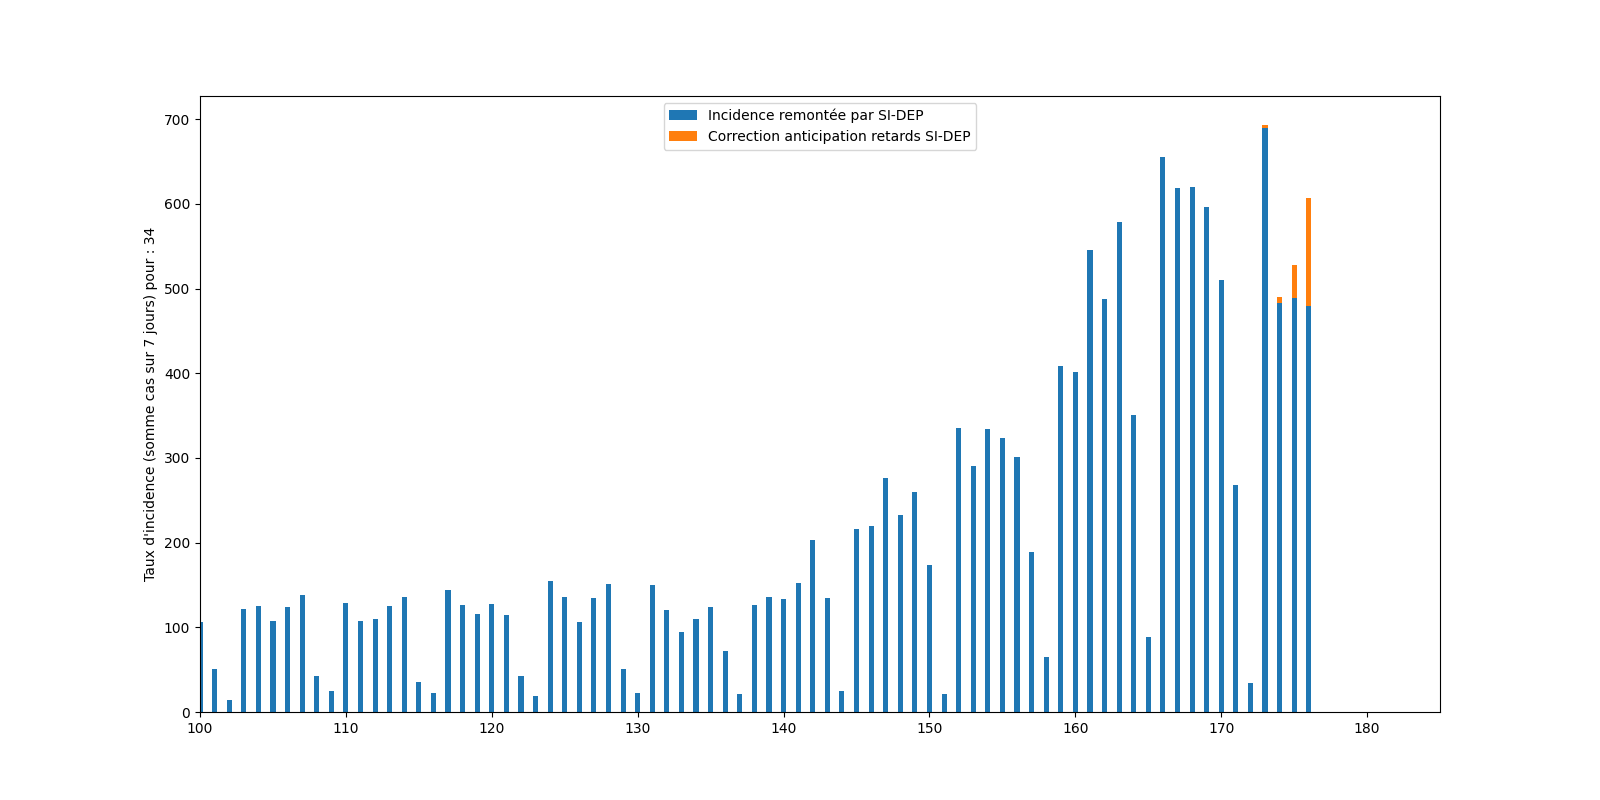 Incidence remontée par SI-DEP
Correction anticipation retards SI-DEP
Taux d'incidence (somme cas sur 7 jours) pour : 34
700
600
500
400
300
200
100
0
100 110 120 130 140 150 160 170 180